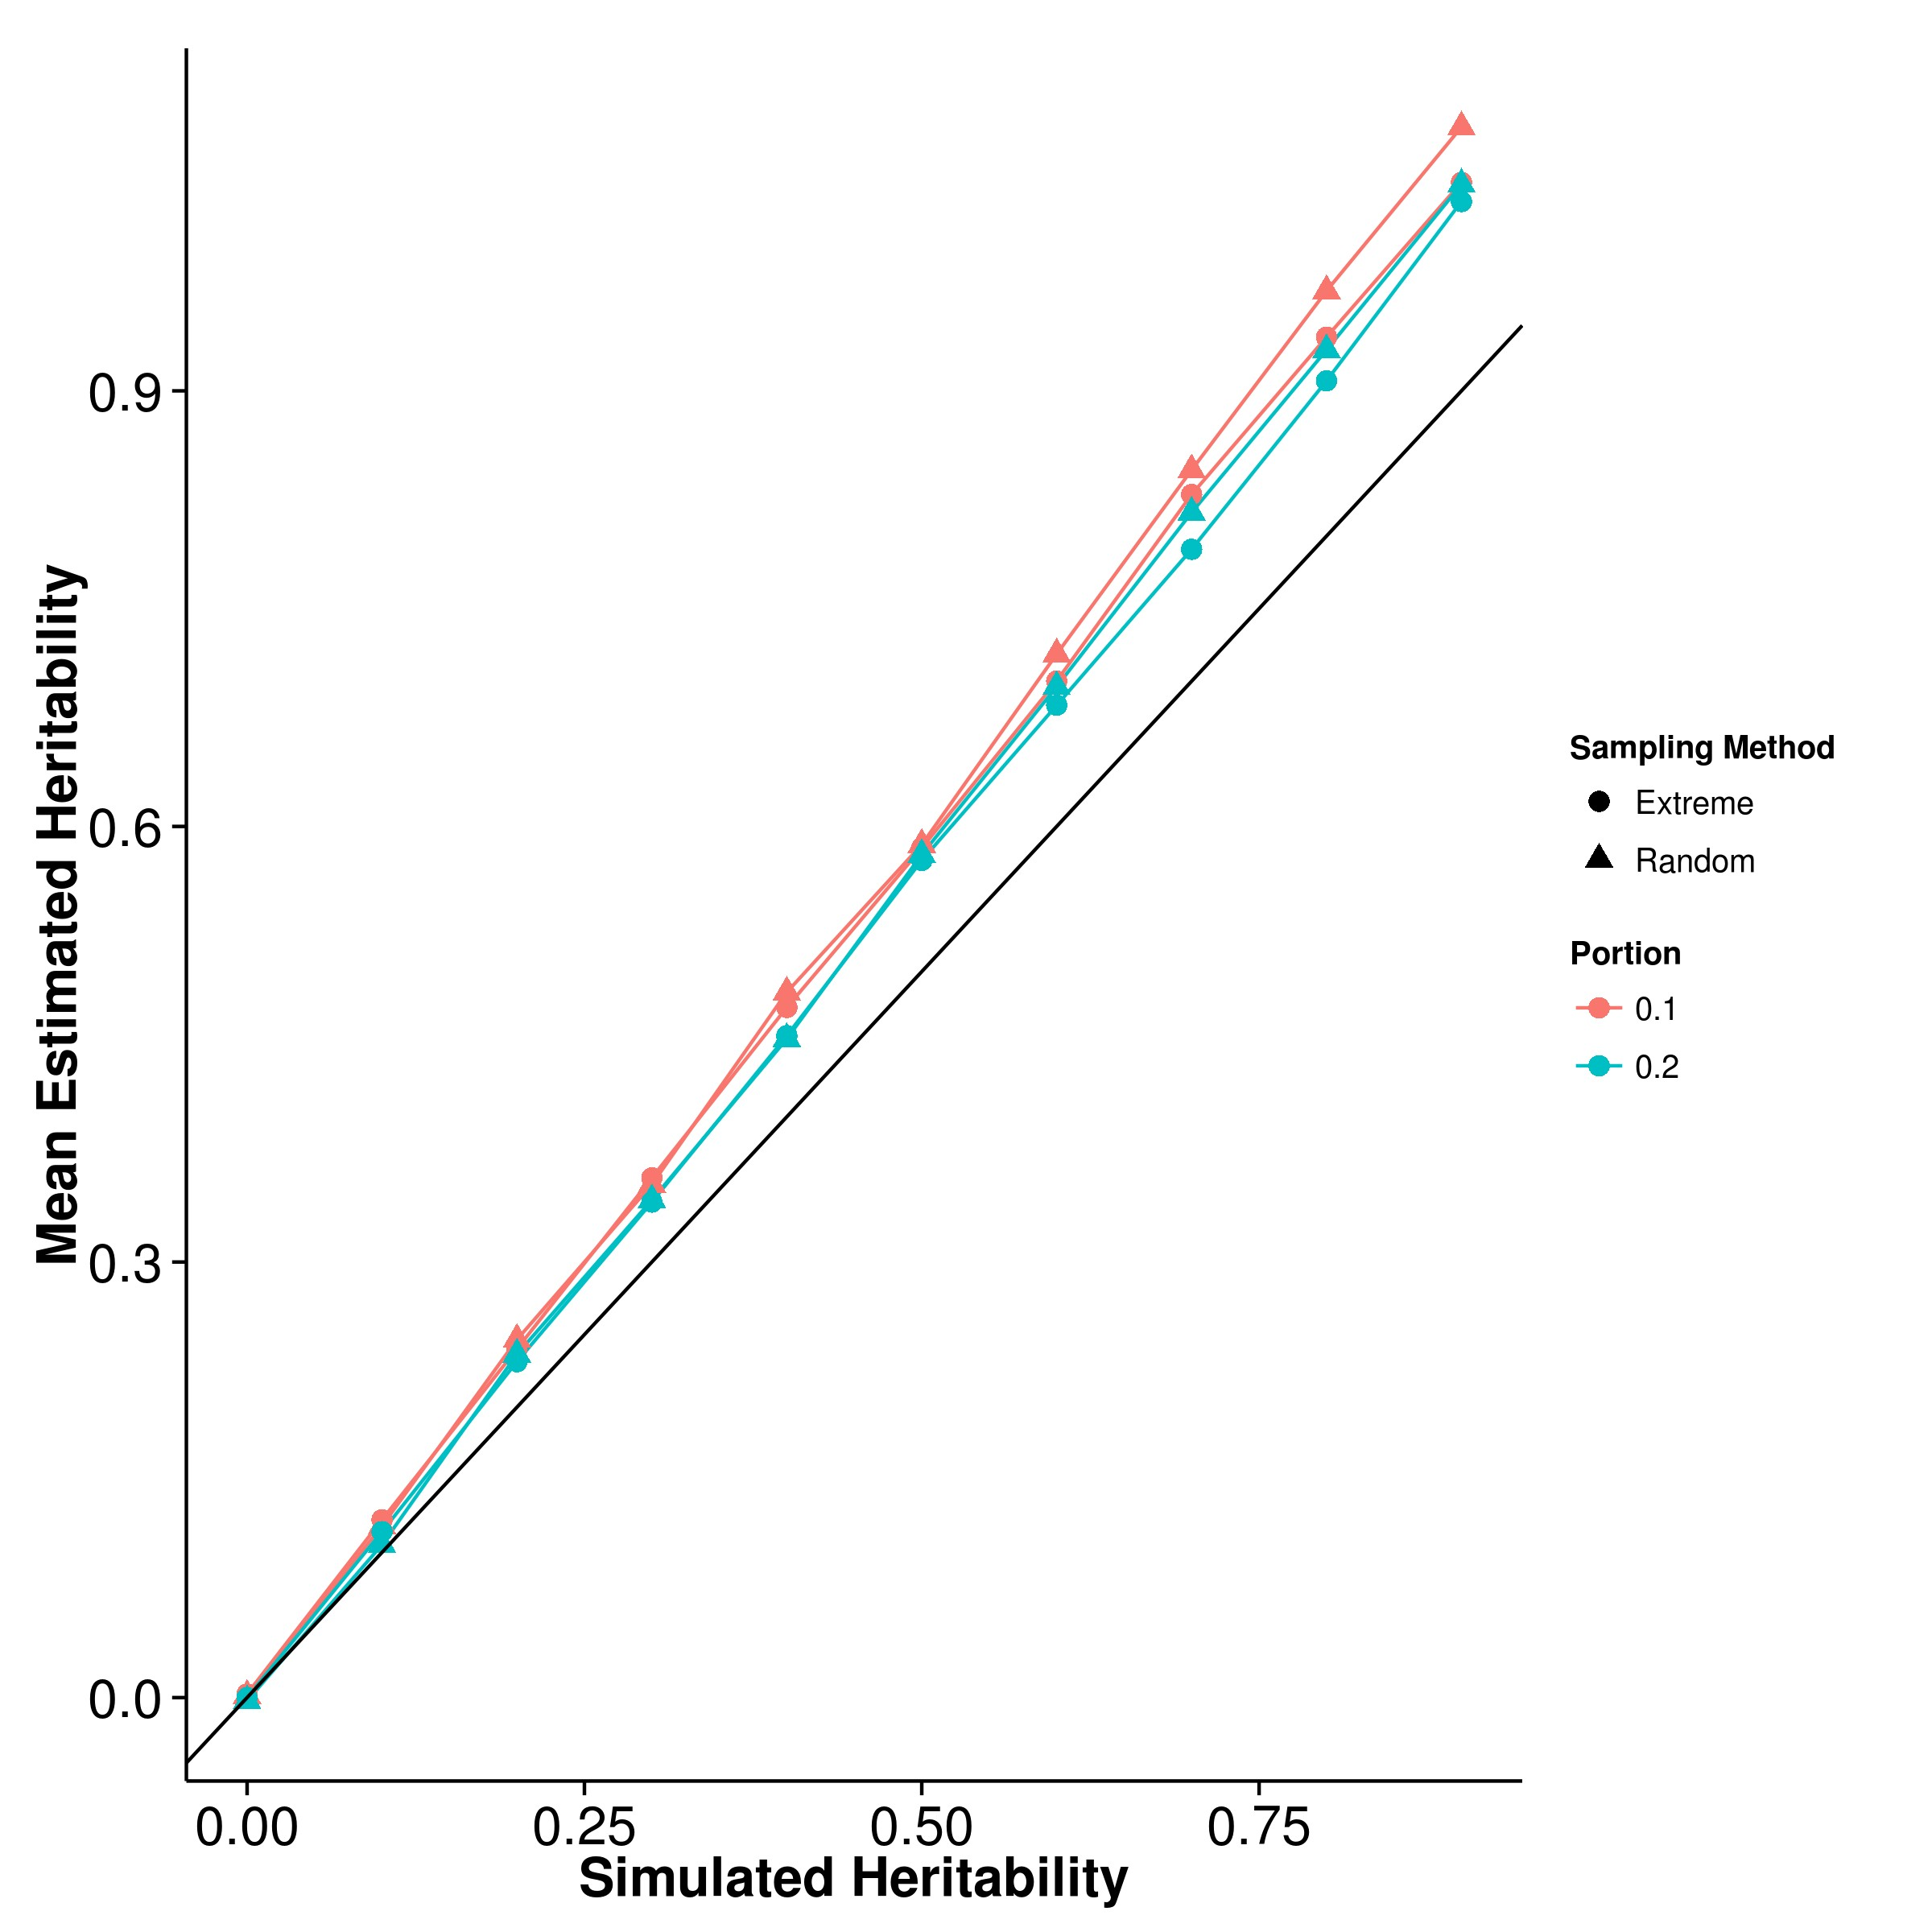 Mean Estimated Heritability
0.9
0.6
0.3
0.0
0.00 0.25 0.50 0.75
Simulated Heritability
Sampling Method
Extreme
Random
Portion
0.1
0.2